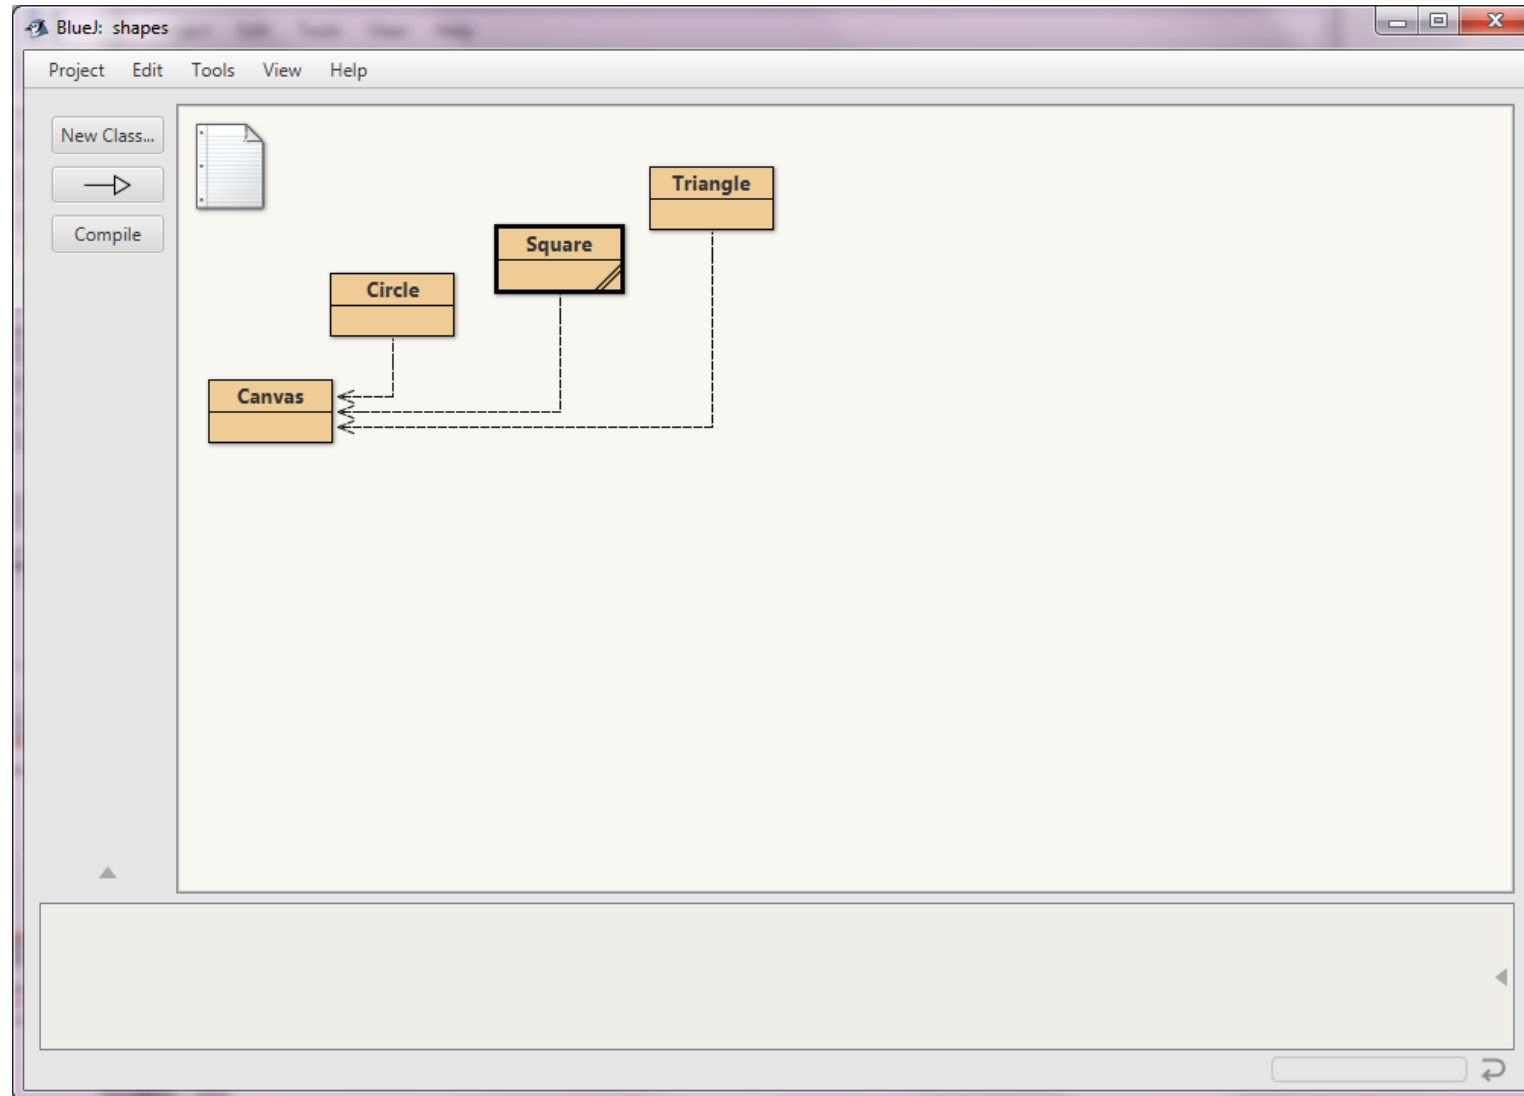 BlueJ: shapes
Project Edit Tools View Help
New Class...
Compile
Triangle
Square
Circle
Canvas